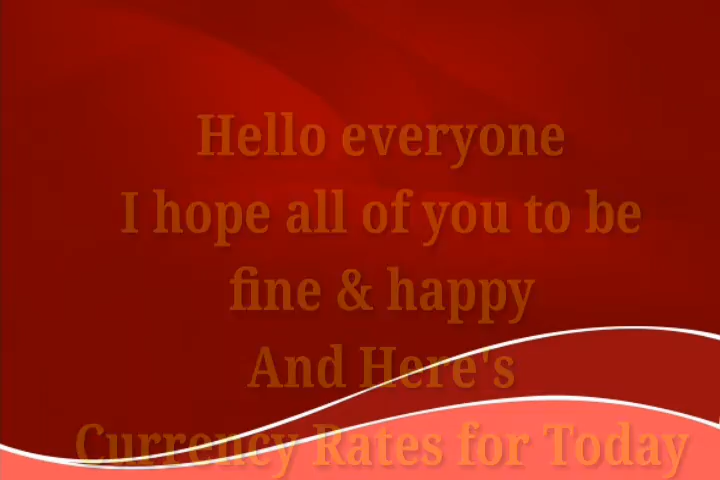 Hello everyone
I hope all of you to be
fine & happy
And Here's
Currency Rates for Today